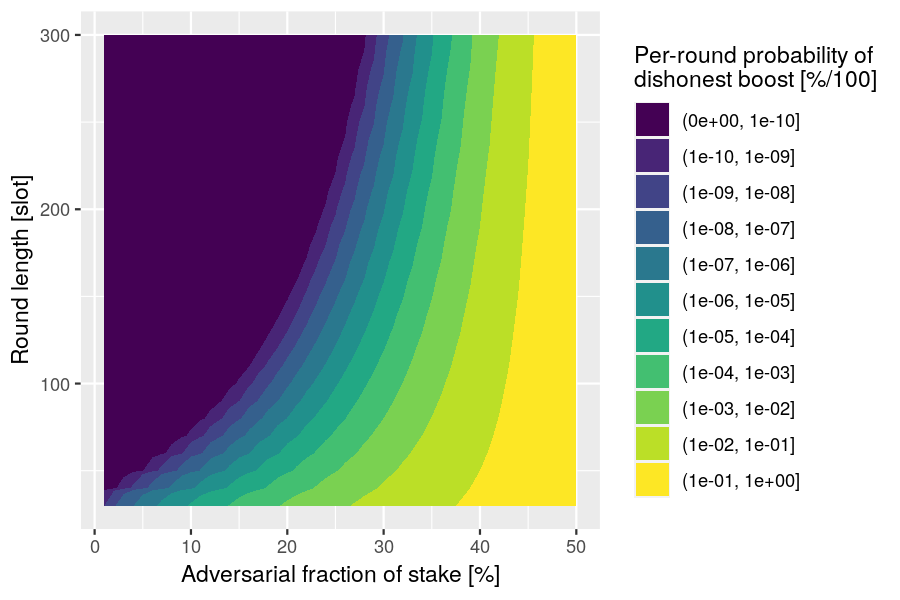 300
200
100
Round length [slot]
0
10
20
30
40
50
Adversarial fraction of stake [%]
Per-round probability of
dishonest boost [%/100]
(0e+00, 1e-10]
(1e-10, 1e-09]
(1e-09, 1e-08]
(1e-08, 1e-07]
(1e-07, 1e-06]
(1e-06, 1e-05]
(1e-05, 1e-04]
(1e-04, 1e-03]
(1e-03, 1e-02]
(1e-02, 1e-01]
(1e-01, 1e+00]